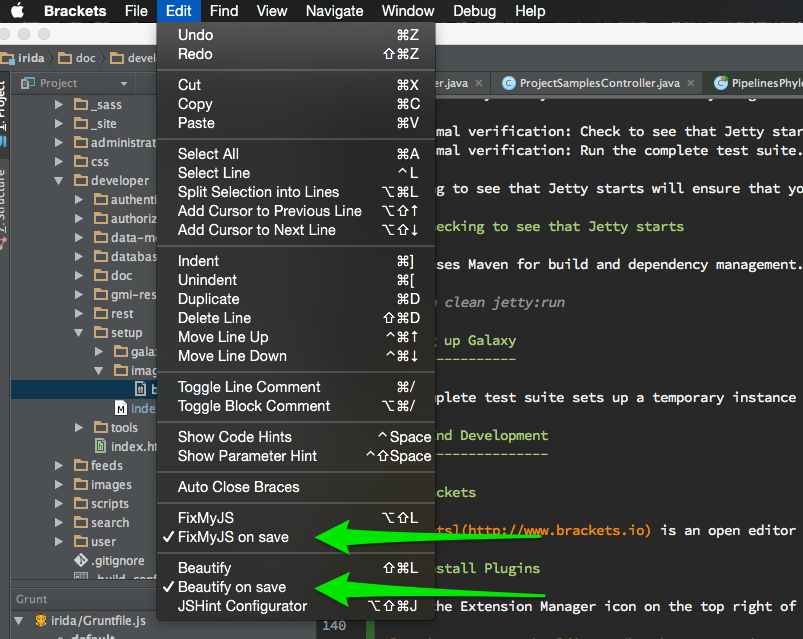 Brackets File Edit Find View Navigate Window Debug Help
irida doc
Project
er.java ProjectSamplesController.java PipelinesPhyl
1: Project
Structure
_sass
_site
administrat
css
developer
authenti
authoriz
data-m
databas
doc
gmi-res
rest
setup
galax
imag
b
inde
tools
index.h
feeds
images
scripts
search
user
.gitignore
Grunt
irida/Gruntfile.js
default
Undo ⌘Z
Redo ⇧⌘Z
Cut ⌘X
Copy ⌘C
Paste ⌘V
Select All ⌘A
Select Line ^L
Split Selection into Lines ⌥⌘L
Add Cursor to Previous Line ⌥⇧↑
Add Cursor to Next Line ⌥⇧↓
Indent ⌘]
Unindent ⌘[
Duplicate ⌘D
Delete Line ⇧⌘D
Move Line Up ^⌘↑
Move Line Down ^⌘↓
Toggle Line Comment ⌘/
Toggle Block Comment ⌥⌘/
Show Code Hints ^Space
Show Parameter Hint ^⇧Space
Auto Close Braces
FixMyJS ⌥⇧L
✓FixMyJS on save
Beautify ⇧⌘L
✓Beautify on save
JSHint Configurator ⌥⇧⌘J
mal verification: Check to see that Jetty star
mal verification: Run the complete test suite.
g to see that Jetty starts will ensure that yo
ecking to see that Jetty starts
ses Maven for build and dependency management.
clean jetty:run
g up Galaxy
-----------
plete test suite sets up a temporary instance
nd Development
--------------
ckets
ts](http://www.brackets.io) is an open editor
stall Plugins
the Extension Manager icon on the top right of
140